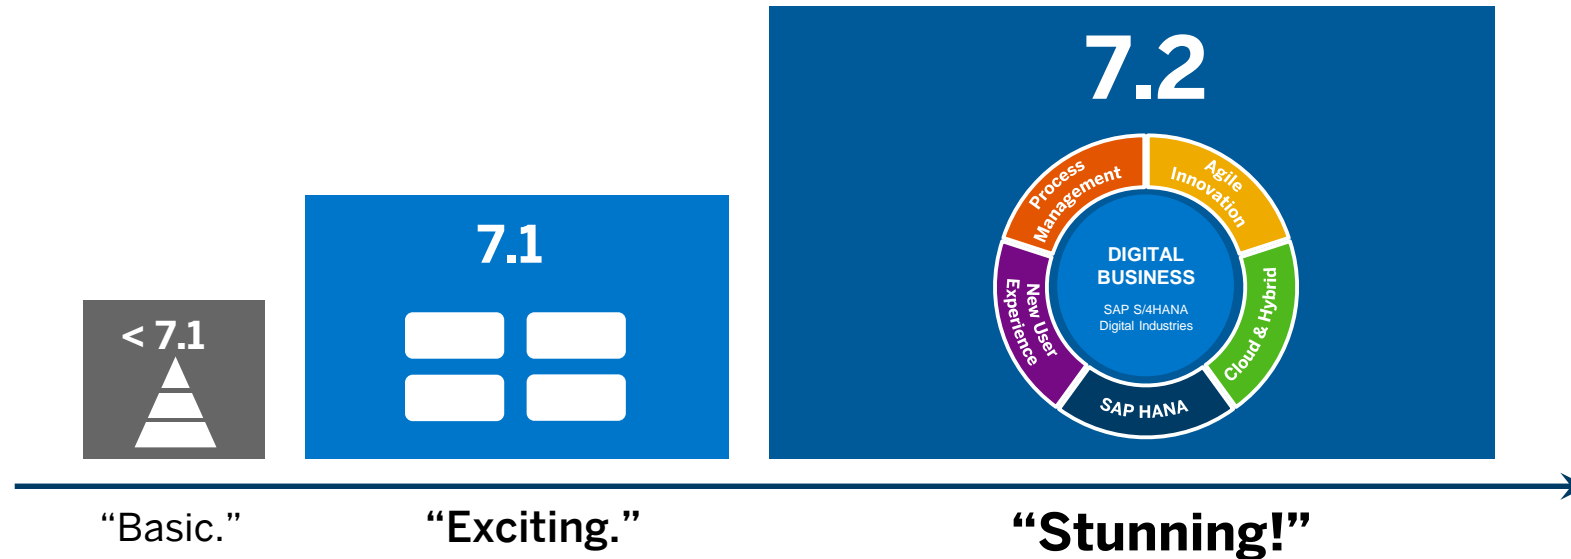 < 7.1
7.1
7.2
Process
Management
Agile
Innovation
New User
Experience
Cloud & Hybrid
SAP HANA
DIGITAL
BUSINESS
SAP S/4HANA
Digital Industries
“Basic.”
“Exciting.”
“Stunning!”